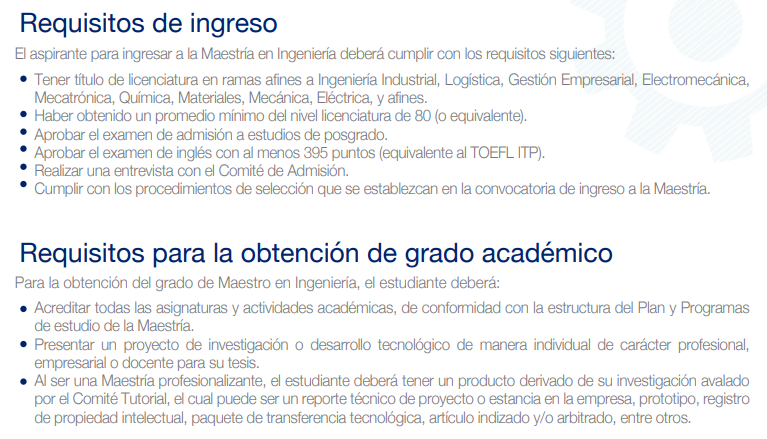 Requisitos de ingreso
El aspirante para ingresar a la Maestría en Ingeniería deberá cumplir con los requisitos siguientes:
• Tener título de licenciatura en ramas afines a Ingeniería Industrial, Logística, Gestión Empresarial, Electromecánica,
Mecatrónica, Química, Materiales, Mecánica, Eléctrica, y afines.
• Haber obtenido un promedio mínimo del nivel licenciatura de 80 (o equivalente).
• Aprobar el examen de admisión a estudios de posgrado.
• Aprobar el examen de inglés con al menos 395 puntos (equivalente al TOEFL ITP).
• Realizar una entrevista con el Comité de Admisión.
• Cumplir con los procedimientos de selección que se establezcan en la convocatoria de ingreso a la Maestría.
Requisitos para la obtención de grado académico
Para la obtención del grado de Maestro en Ingeniería, el estudiante deberá:
• Acreditar todas las asignaturas y actividades académicas, de conformidad con la estructura del Plan y Programas
de estudio de la Maestría.
• Presentar un proyecto de investigación o desarrollo tecnológico de manera individual de carácter profesional,
empresarial o docente para su tesis.
• Al ser una Maestría profesionalizante, el estudiante deberá tener un producto derivado de su investigación avalado
por el Comité Tutorial, el cual puede ser un reporte técnico de proyecto o estancia en la empresa, prototipo, registro
de propiedad intelectual, paquete de transferencia tecnológica, artículo indizado y/o arbitrado, entre otros.